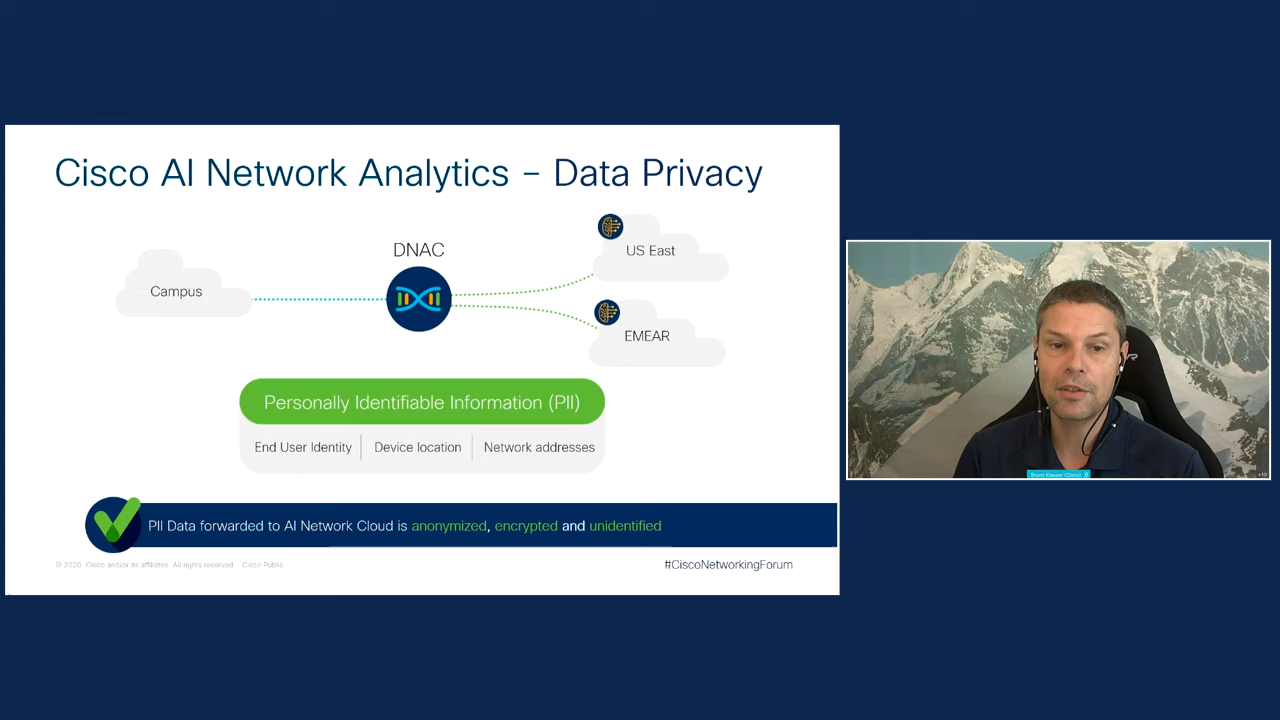 Cisco AI Network Analytics – Data Privacy
DNAC
Campus
US East
EMEAR
Personally Identifiable Information (PII)
End User Identity
Device location
Network addresses
PII Data forwarded to AI Network Cloud is anonymized, encrypted and unidentified
© 2020 Cisco and/or its affiliates. All rights reserved. Cisco Public
#CiscoNetworkingForum